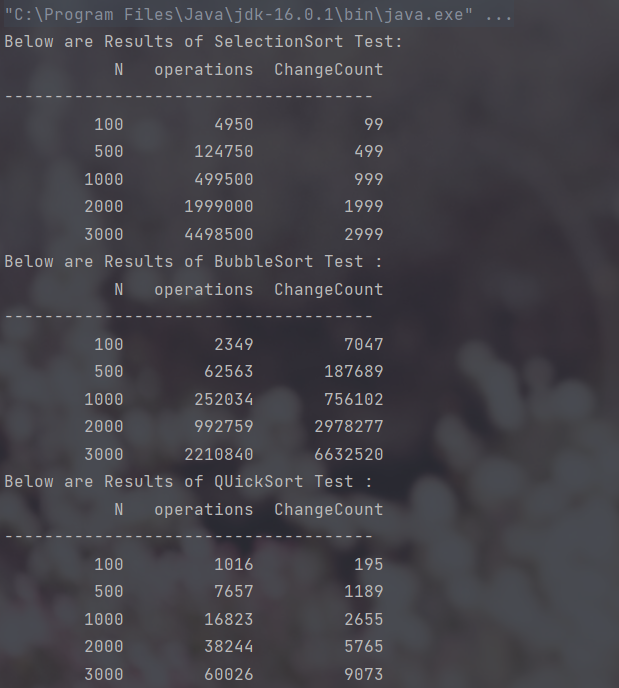 "C:\Program Files\Java\jdk-16.0.1\bin\java.exe" ...
Below are Results of SelectionSort Test:
N operations ChangeCount
-------------------------------------
100 4950 99
500 124750 499
1000 499500 999
2000 1999000 1999
3000 4498500 2999
Below are Results of BubbleSort Test :
N operations ChangeCount
-------------------------------------
100 2349 7047
500 62563 187689
1000 252034 756102
2000 992759 2978277
3000 2210840 6632520
Below are Results of QUickSort Test :
N operations ChangeCount
-------------------------------------
100 1016 195
500 7657 1189
1000 16823 2655
2000 38244 5765
3000 60026 9073